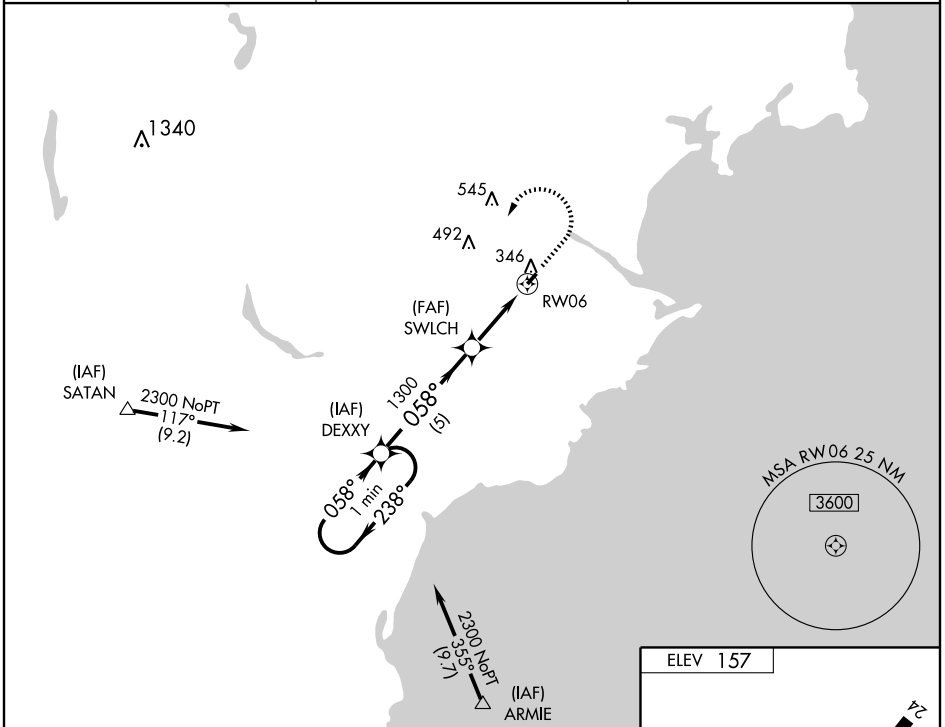 1340
545
492
346
RW06
(FAF)
SWLCH
(IAF)
SATAN
2300 NoPT
117°
(9.2)
(IAF)
DEXXY
1300
058°
(5)
058°
1 min
238°
MSA RW06 25 NM
3600
2300 NoPT
355°
(9.7)
(IAF)
ARMIE
ELEV 157
24